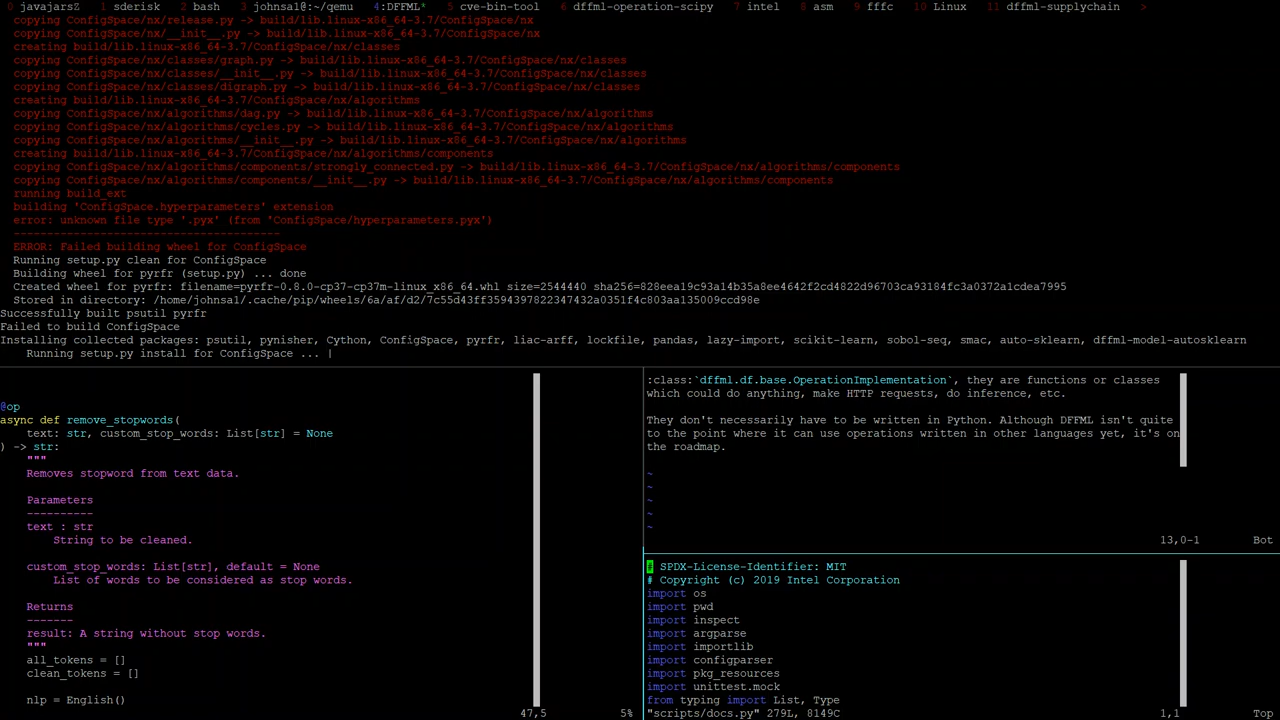 0 javajarsZ  1 sderisk  2 bash  3 johnsa1@:~/qemu  4:DFFML*  5 cve-bin-tool  6 dffml-operation-scipy  7 intel  8 asm  9 fffc  10 Linux  11 dffml-supplychain  >
copying ConfigSpace/nx/release.py -> build/lib.linux-x86_64-3.7/ConfigSpace/nx
copying ConfigSpace/nx/__init__.py -> build/lib.linux-x86_64-3.7/ConfigSpace/nx
creating build/lib.linux-x86_64-3.7/ConfigSpace/nx/classes
copying ConfigSpace/nx/classes/graph.py -> build/lib.linux-x86_64-3.7/ConfigSpace/nx/classes
copying ConfigSpace/nx/classes/__init__.py -> build/lib.linux-x86_64-3.7/ConfigSpace/nx/classes
copying ConfigSpace/nx/classes/digraph.py -> build/lib.linux-x86_64-3.7/ConfigSpace/nx/classes
creating build/lib.linux-x86_64-3.7/ConfigSpace/nx/algorithms
copying ConfigSpace/nx/algorithms/dag.py -> build/lib.linux-x86_64-3.7/ConfigSpace/nx/algorithms
copying ConfigSpace/nx/algorithms/cycles.py -> build/lib.linux-x86_64-3.7/ConfigSpace/nx/algorithms
copying ConfigSpace/nx/algorithms/__init__.py -> build/lib.linux-x86_64-3.7/ConfigSpace/nx/algorithms
creating build/lib.linux-x86_64-3.7/ConfigSpace/nx/algorithms/components
copying ConfigSpace/nx/algorithms/components/strongly_connected.py -> build/lib.linux-x86_64-3.7/ConfigSpace/nx/algorithms/components
copying ConfigSpace/nx/algorithms/components/__init__.py -> build/lib.linux-x86_64-3.7/ConfigSpace/nx/algorithms/components
running build_ext
building 'ConfigSpace.hyperparameters' extension
error: unknown file type '.pyx' (from 'ConfigSpace/hyperparameters.pyx')
----------------------------------------
ERROR: Failed building wheel for ConfigSpace
Running setup.py clean for ConfigSpace
Building wheel for pyrfr (setup.py) ... done
Created wheel for pyrfr: filename=pyrfr-0.8.0-cp37-cp37m-linux_x86_64.whl size=2544440 sha256=828eea19c93a14b35a8ee4642f2cd4822d96703ca93184fc3a0372a1cdea7995
Stored in directory: /home/johnsa1/.cache/pip/wheels/6a/af/d2/7c55d43ff3594397822347432a0351f4c803aa135009ccd98e
Successfully built psutil pyrfr
Failed to build ConfigSpace
Installing collected packages: psutil, pynisher, Cython, ConfigSpace, pyrfr, liac-arff, lockfile, pandas, lazy-import, scikit-learn, sobol-seq, smac, auto-sklearn, dffml-model-autosklearn
Running setup.py install for ConfigSpace ... |
@op
async def remove_stopwords(
text: str, custom_stop_words: List[str] = None
) -> str:
"""
Removes stopword from text data.
Parameters
----------
text : str
String to be cleaned.
custom_stop_words: List[str], default = None
List of words to be considered as stop words.
Returns
-------
result: A string without stop words.
"""
all_tokens = []
clean_tokens = []
nlp = English()
47,5  5%
:class:`dffml.df.base.OperationImplementation`, they are functions or classes
which could do anything, make HTTP requests, do inference, etc.
They don't necessarily have to be written in Python. Although DFFML isn't quite
to the point where it can use operations written in other languages yet, it's on
the roadmap.
~
~
~
~
~
13,0-1  Bot
# SPDX-License-Identifier: MIT
# Copyright (c) 2019 Intel Corporation
import os
import pwd
import inspect
import argparse
import importlib
import configparser
import pkg_resources
import unittest.mock
from typing import List, Type
"scripts/docs.py" 279L, 8149C  1,1  Top